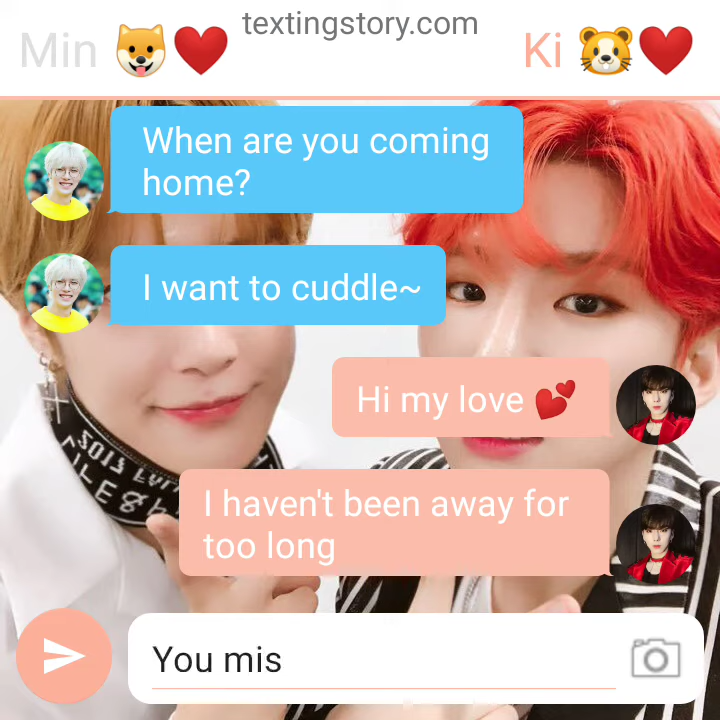 textingstory.com
Min 🐶❤️
Ki 🐯❤️
When are you coming
home?
I want to cuddle~
Hi my love 💕
I haven't been away for
too long
You mis